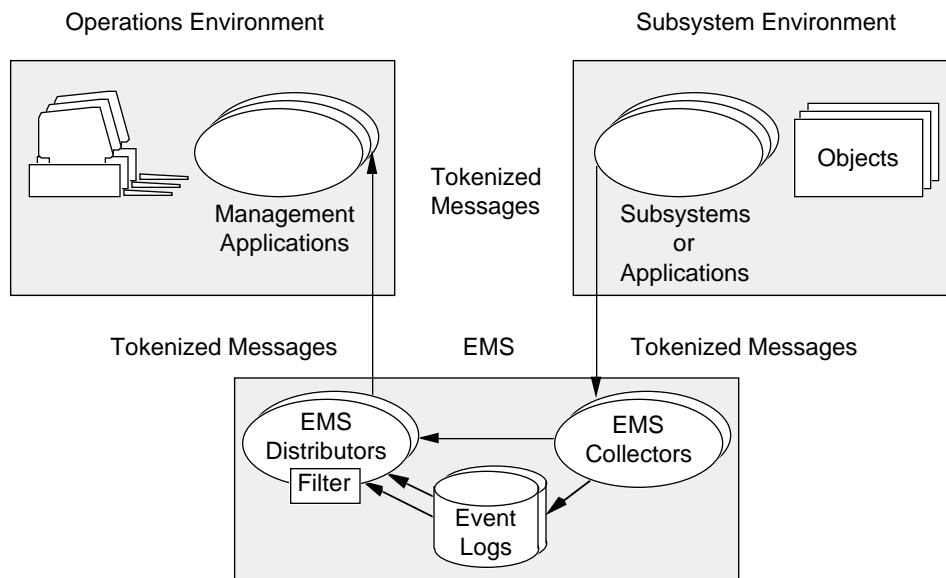 Operations Environment
Subsystem Environment
Management
Applications
Tokenized
Messages
Subsystems
or
Applications
Objects
Tokenized Messages
EMS
Tokenized Messages
EMS
Distributors
Filter
EMS
Collectors
Event
Logs